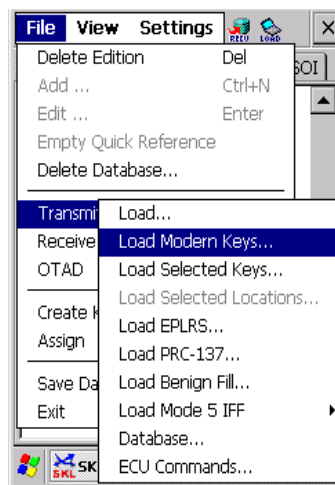 File View Settings RECV LOAD
Delete Edition Del
SOI
Add ... Ctrl+N
Edit ... Enter
Empty Quick Reference
Delete Database...
Transmi
Load...
Receive
Load Modern Keys...
OTAD
Load Selected Keys...
Load Selected Locations...
Create K
Load EPLRS...
Assign
Load PRC-137...
Save Da
Load Benign Fill...
Exit
Load Mode 5 IFF
Database...
SKL SK
ECU Commands...